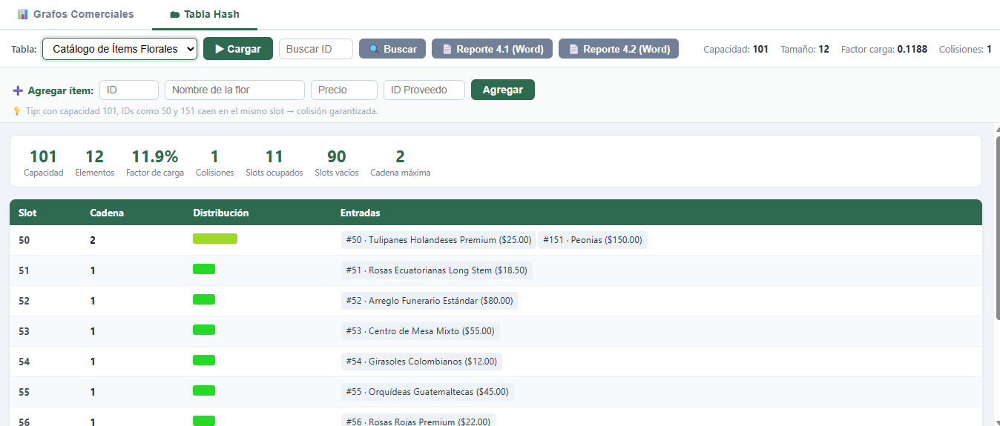 Grafos Comerciales Tabla Hash
Tabla: Catálogo de Ítems Florales Cargar Buscar ID Buscar Reporte 4.1 (Word) Reporte 4.2 (Word) Capacidad: 101 Tamaño: 12 Factor carga: 0.1188 Colisiones: 1
Agregar ítem: ID Nombre de la flor Precio ID Proveedo Agregar
Tip: con capacidad 101, IDs como 50 y 151 caen en el mismo slot → colisión garantizada.
101 12 11.9% 1 11 90 2
Capacidad Elementos Factor de carga Colisiones Slots ocupados Slots vacíos Cadena máxima
Slot Cadena Distribución Entradas
50 2 #50 · Tulipanes Holandeses Premium ($25.00) #151 · Peonias ($150.00)
51 1 #51 · Rosas Ecuatorianas Long Stem ($18.50)
52 1 #52 · Arreglo Funerario Estándar ($80.00)
53 1 #53 · Centro de Mesa Mixto ($55.00)
54 1 #54 · Girasoles Colombianos ($12.00)
55 1 #55 · Orquídeas Guatemaltecas ($45.00)
56 1 #56 · Rosas Rojas Premium ($22.00)